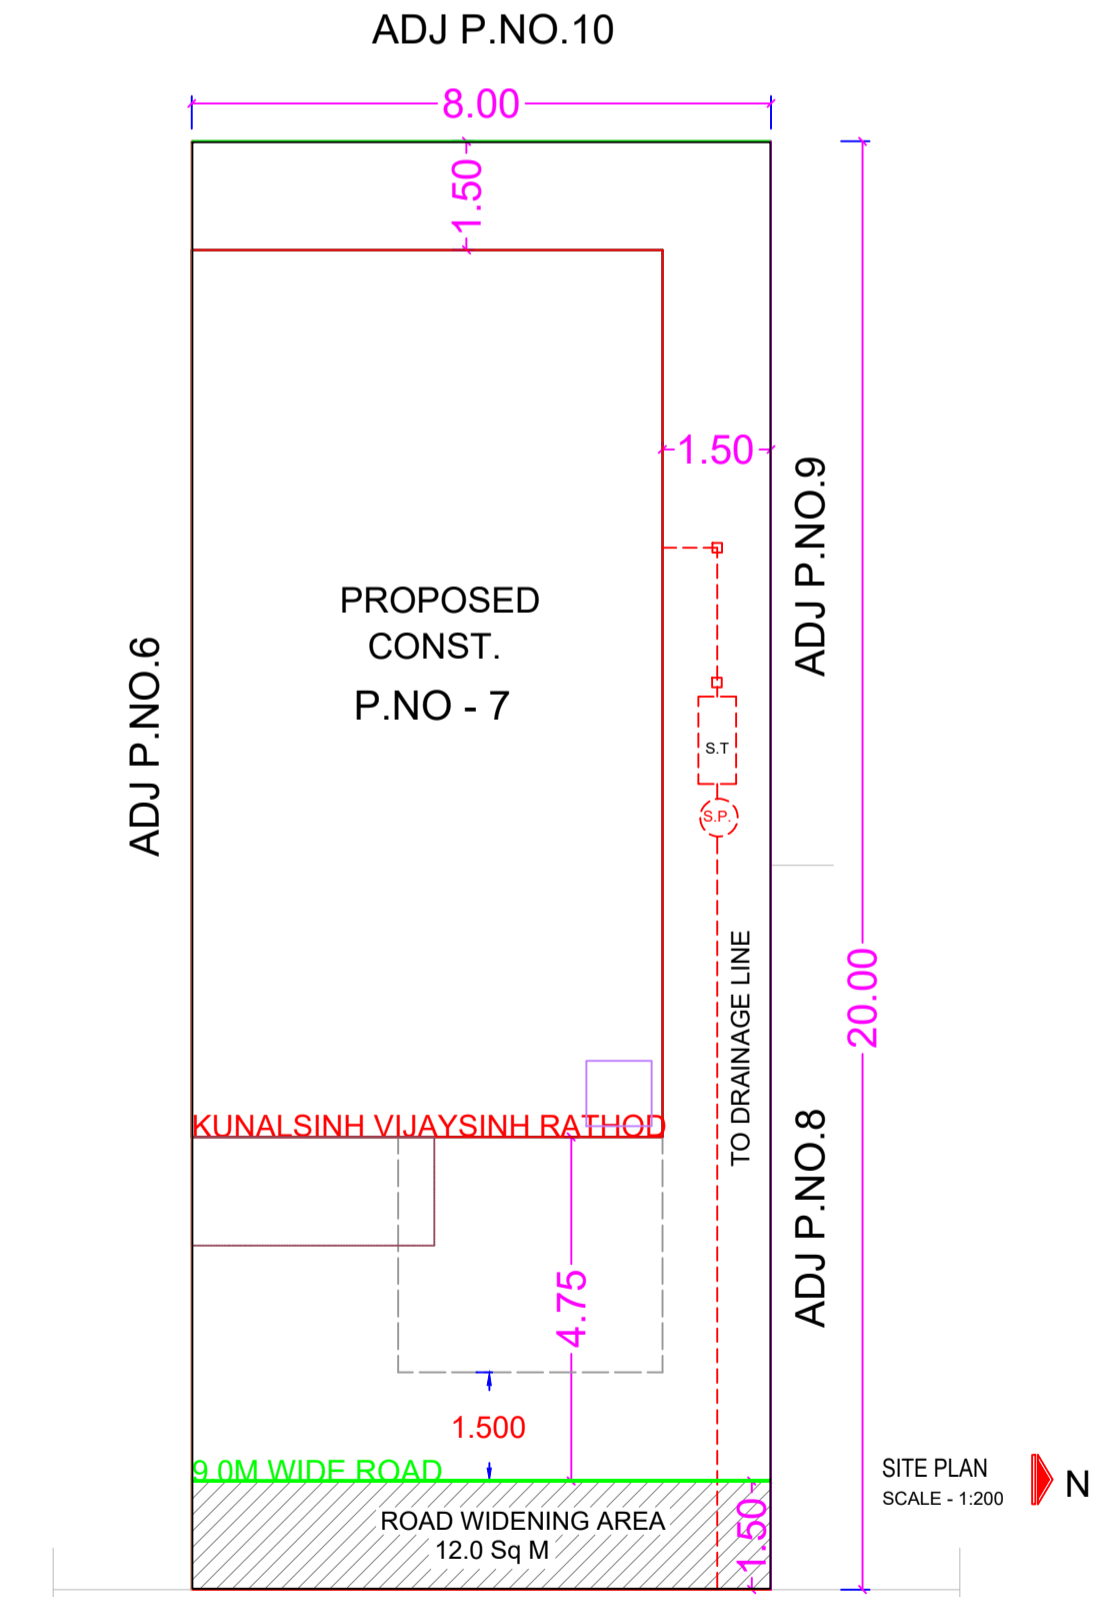 ADJ P.NO.10
8.00
1.50
1.50
ADJ P.NO.9
PROPOSED
CONST.
P.NO - 7
ADJ P.NO.6
S.T
S.P.
TO DRAINAGE LINE
20.00
KUNALSINH VIJAYSINH RATHOD
ADJ P.NO.8
4.75
1.500
9.0M WIDE ROAD
SITE PLAN
SCALE - 1:200
N
ROAD WIDENING AREA
12.0 Sq M
1.50